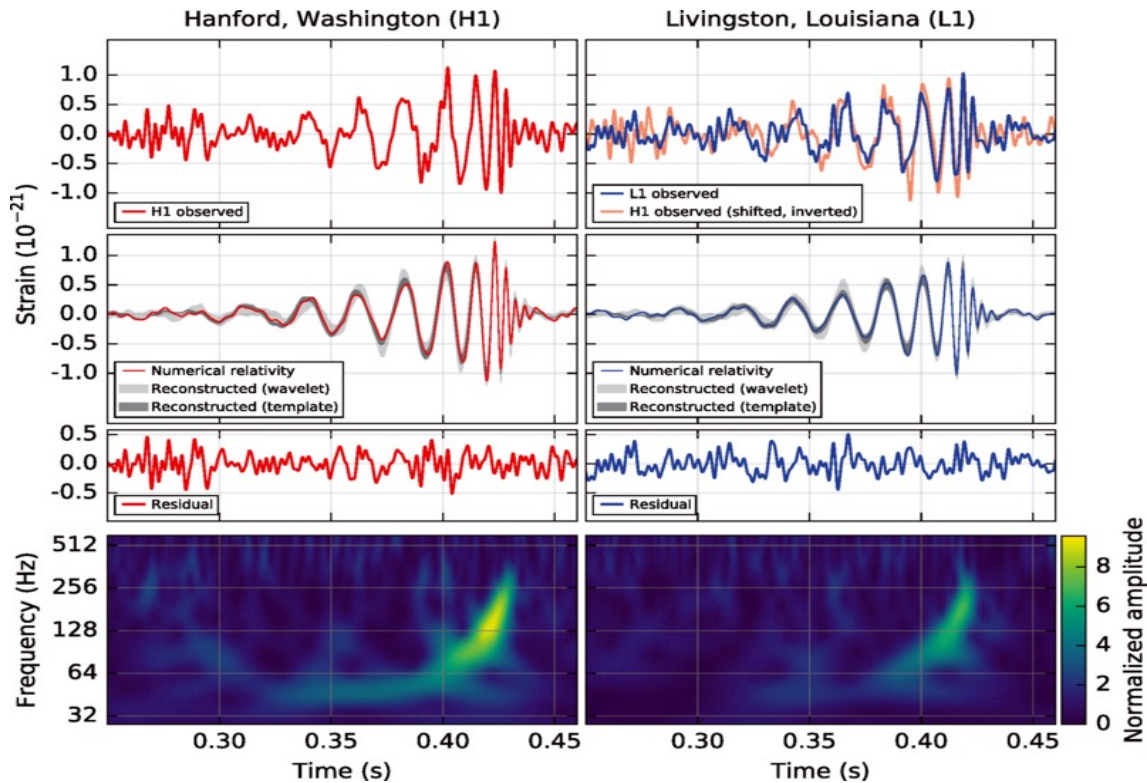 Hanford, Washington (H1)
Livingston, Louisiana (L1)
Strain (10⁻²¹)
1.0
0.5
0.0
-0.5
-1.0
H1 observed
L1 observed
H1 observed (shifted, inverted)
1.0
0.5
0.0
-0.5
-1.0
Numerical relativity
Reconstructed (wavelet)
Reconstructed (template)
Numerical relativity
Reconstructed (wavelet)
Reconstructed (template)
0.5
0.0
-0.5
Residual
Residual
Frequency (Hz)
512
256
128
64
32
0.30
0.35
0.40
0.45
Time (s)
0.30
0.35
0.40
0.45
Time (s)
8
6
4
2
0
Normalized amplitude